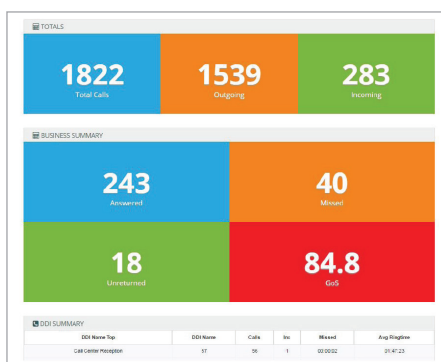 TOTALS
1822 1539 283
Total Calls Outgoing Incoming
BUSINESS SUMMARY
243 40
Answered Missed
18 84.8
Unreturned GoS
DDI SUMMARY
DDI Name Top DDI Name Calls Inc Missed Avg Ringtime
Call Center Reception 57 56 1 00:00:02 01:47:23